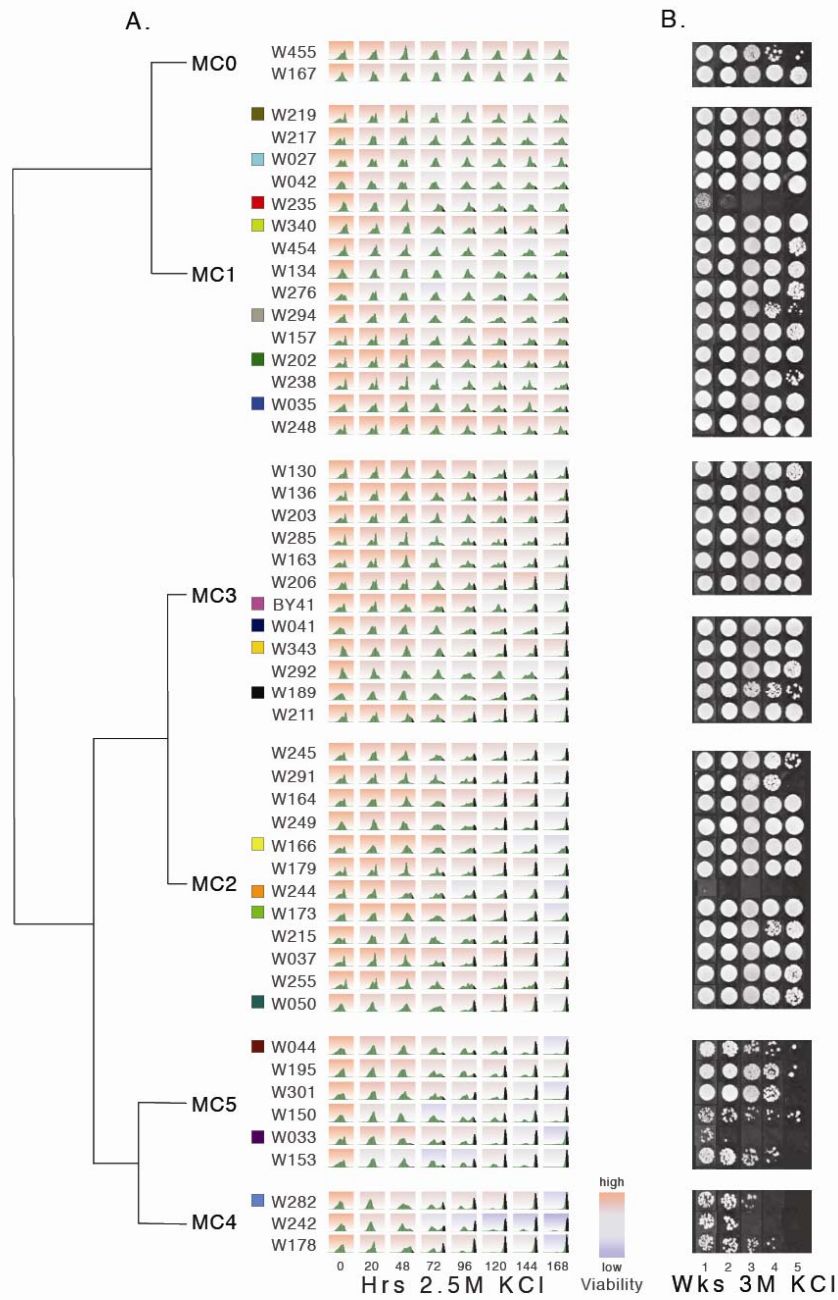 A.
B.
MC0
W455
W167
W219
W217
W027
W042
W235
W340
W454
MC1
W134
W276
W294
W157
W202
W238
W035
W248
W130
W136
W203
W285
W163
W206
MC3
BY41
W041
W343
W292
W189
W211
W245
W291
W164
W249
W166
W179
MC2
W244
W173
W215
W037
W255
W050
W044
W195
W301
MC5
W150
W033
W153
high
W282
MC4
W242
W178
low
0 20 48 72 96 120 144 168
1 2 3 4 5
Hrs 2.5M KCl
Viability
Wks 3M KCl